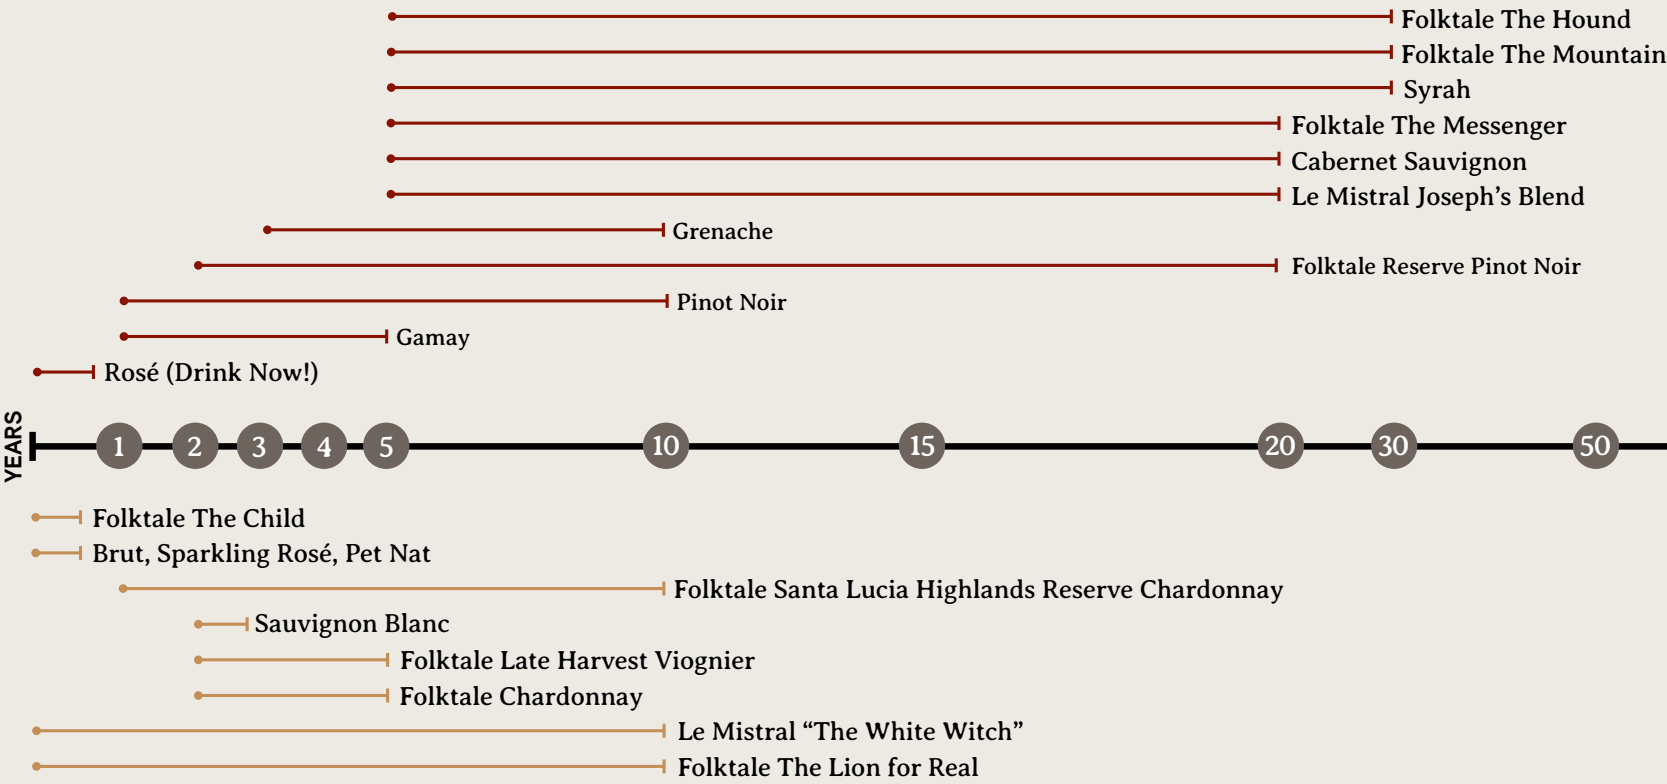 Folktale The Hound
Folktale The Mountain
Syrah
Folktale The Messenger
Cabernet Sauvignon
Le Mistral Joseph’s Blend
Grenache
Folktale Reserve Pinot Noir
Pinot Noir
Gamay
Rosé (Drink Now!)
YEARS
1 2 3 4 5 10 15 20 30 50
Folktale The Child
Brut, Sparkling Rosé, Pet Nat
Folktale Santa Lucia Highlands Reserve Chardonnay
Sauvignon Blanc
Folktale Late Harvest Viognier
Folktale Chardonnay
Le Mistral “The White Witch”
Folktale The Lion for Real